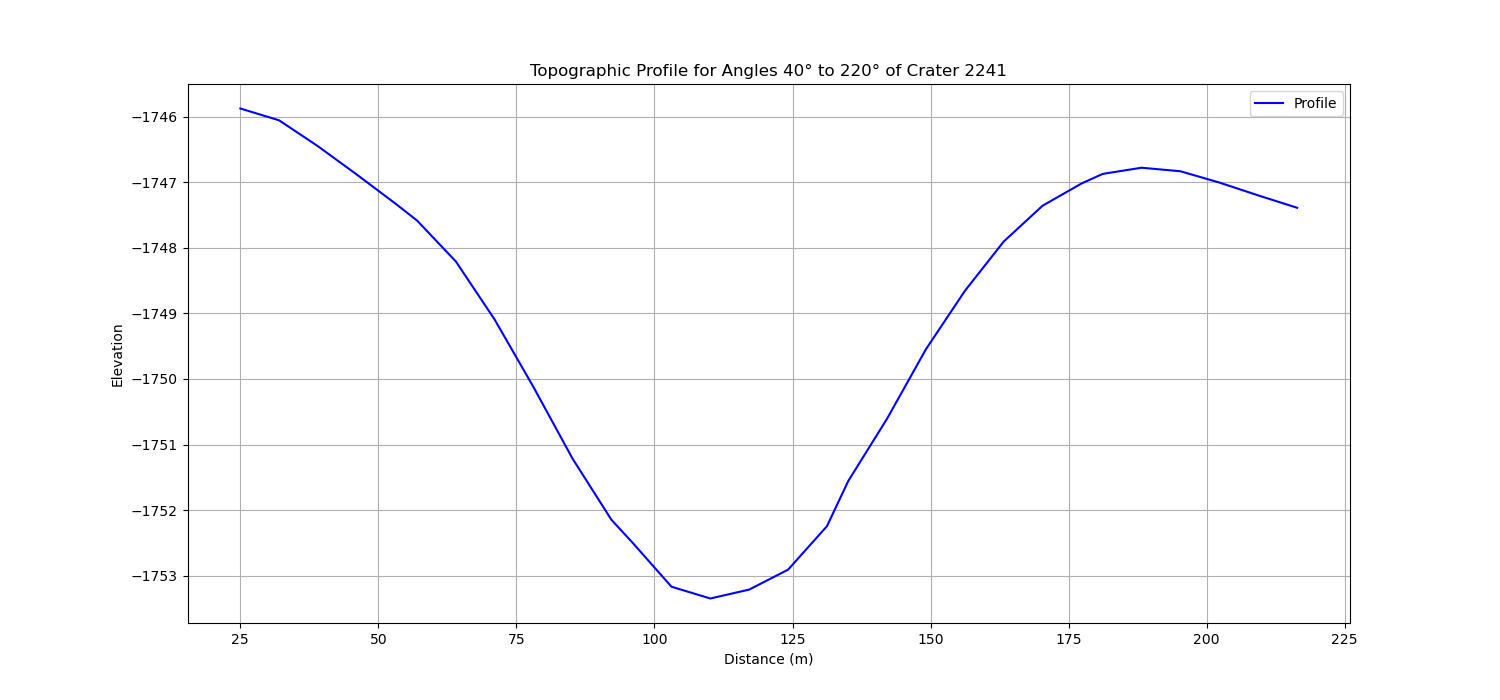 Topographic Profile for Angles 40° to 220° of Crater 2241
Profile
−1746
−1747
−1748
−1749
−1750
−1751
−1752
−1753
Elevation
25 50 75 100 125 150 175 200 225
Distance (m)